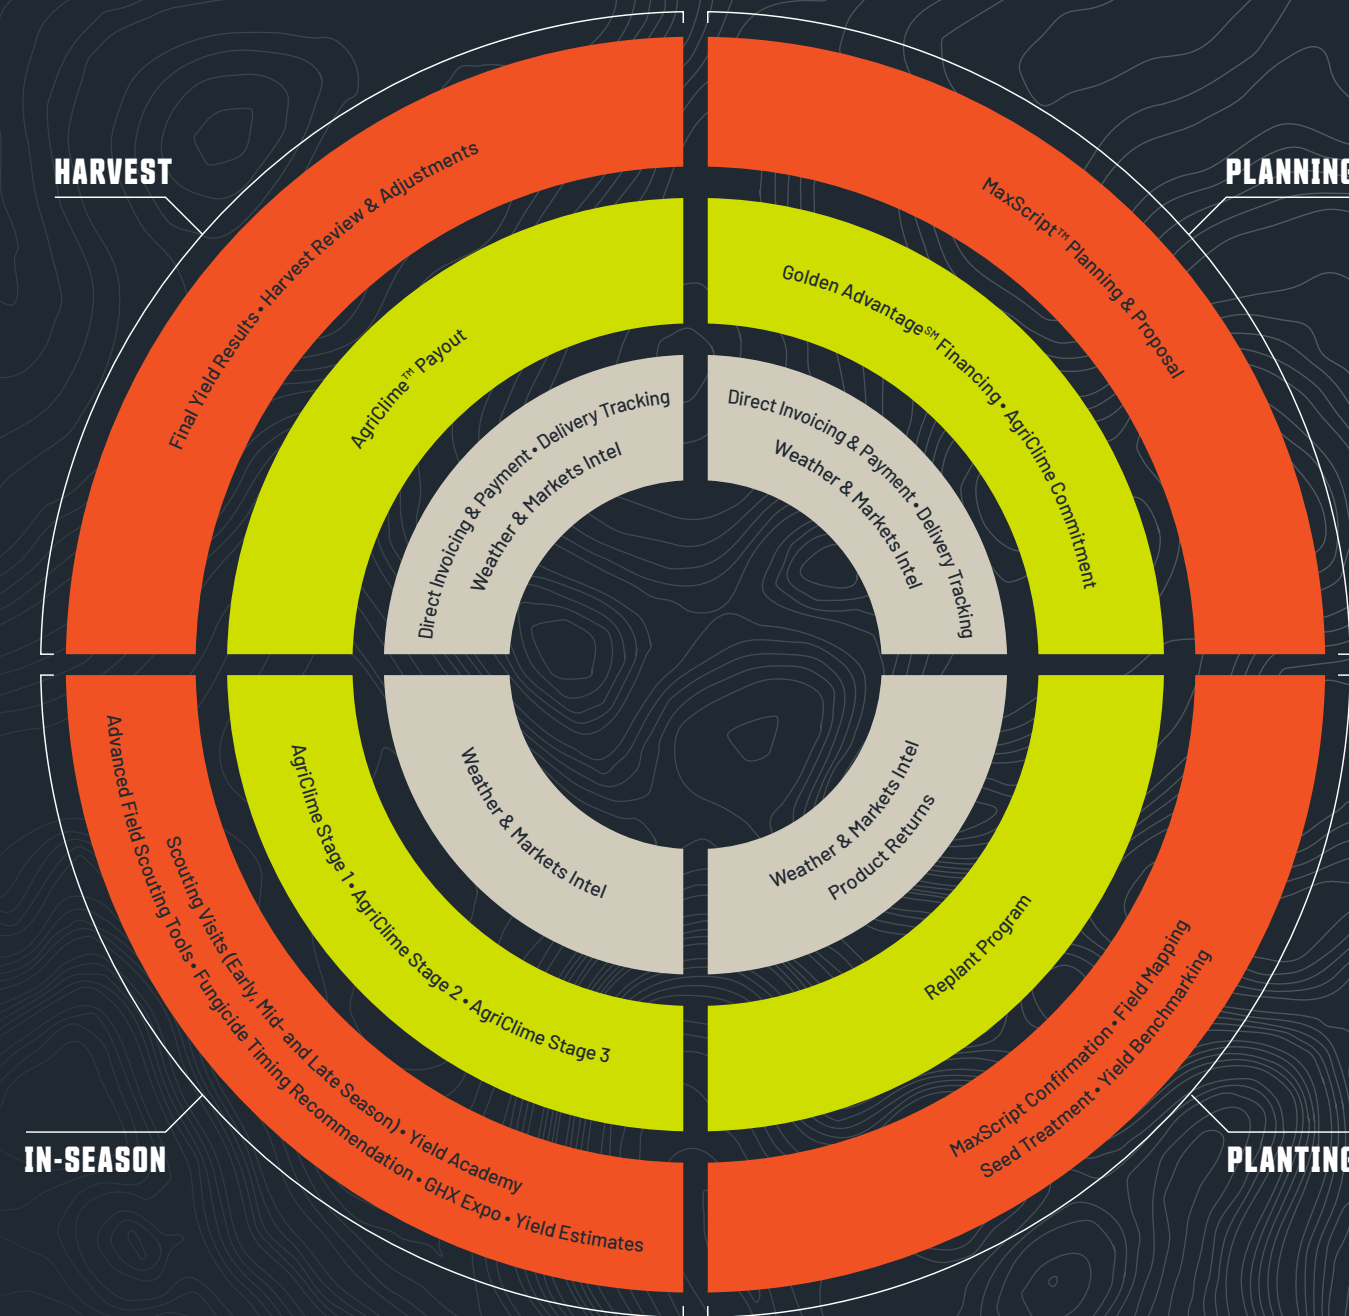 HARVEST
Final Yield Results • Harvest Review & Adjustments
AgriClime™ Payout
Direct Invoicing & Payment • Delivery Tracking
Weather & Markets Intel
PLANNING
MaxScript™ Planning & Proposal
Golden Advantage℠ Financing • AgriClime Commitment
Direct Invoicing & Payment • Delivery Tracking
Weather & Markets Intel
IN-SEASON
Scouting Visits (Early, Mid- and Late Season) • Yield Academy
Advanced Field Scouting Tools • Fungicide Timing Recommendation • GHX Expo • Yield Estimates
AgriClime Stage 1 • AgriClime Stage 2 • AgriClime Stage 3
Weather & Markets Intel
PLANTING
Weather & Markets Intel
Product Returns
Replant Program
MaxScript Confirmation • Field Mapping
Seed Treatment • Yield Benchmarking